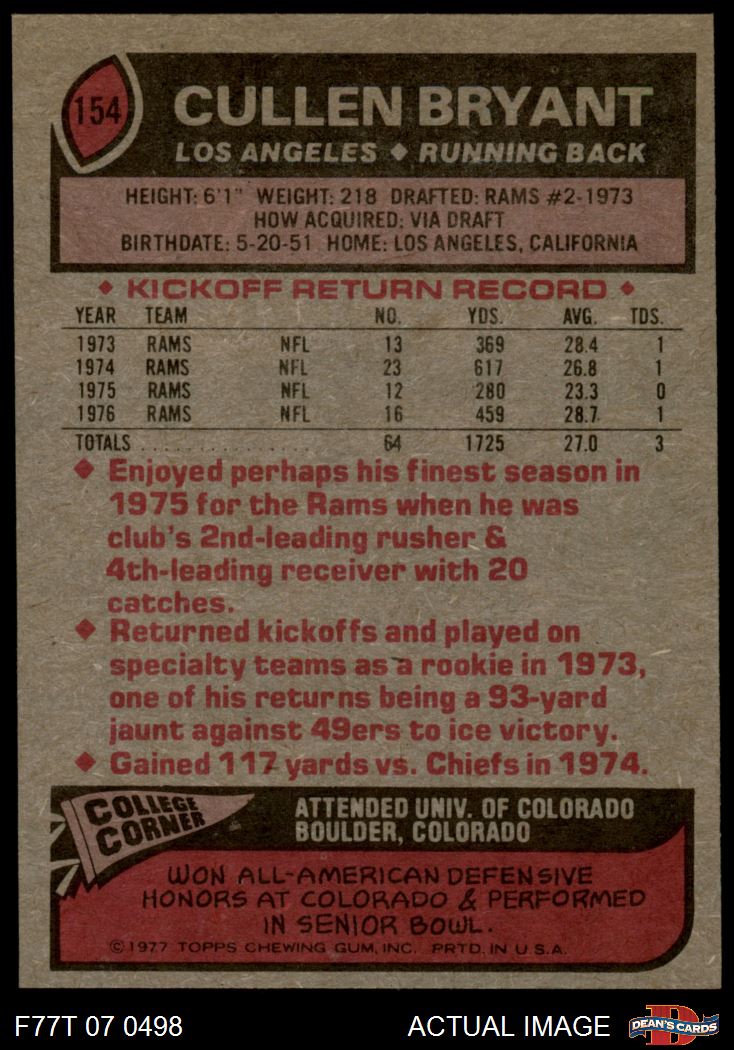 154
CULLEN BRYANT
LOS ANGELES ◆ RUNNING BACK
HEIGHT: 6'1" WEIGHT: 218 DRAFTED: RAMS #2-1973
HOW ACQUIRED: VIA DRAFT
BIRTHDATE: 5-20-51 HOME: LOS ANGELES, CALIFORNIA
◆ KICKOFF RETURN RECORD ◆
YEAR TEAM NO. YDS. AVG. TDS.
1973 RAMS NFL 13 369 28.4 1
1974 RAMS NFL 23 617 26.8 1
1975 RAMS NFL 12 280 23.3 0
1976 RAMS NFL 16 459 28.7 1
TOTALS . . . . . . . . . . . . 64 1725 27.0 3
◆ Enjoyed perhaps his finest season in
1975 for the Rams when he was
club's 2nd-leading rusher &
4th-leading receiver with 20
catches.
◆ Returned kickoffs and played on
specialty teams as a rookie in 1973,
one of his returns being a 93-yard
jaunt against 49ers to ice victory.
◆ Gained 117 yards vs. Chiefs in 1974.
COLLEGE
CORNER
ATTENDED UNIV. OF COLORADO
BOULDER, COLORADO
WON ALL-AMERICAN DEFENSIVE
HONORS AT COLORADO & PERFORMED
IN SENIOR BOWL.
©1977 TOPPS CHEWING GUM, INC. PRTD. IN U.S.A.
F77T 07 0498 ACTUAL IMAGE
D
DEAN'S CARDS